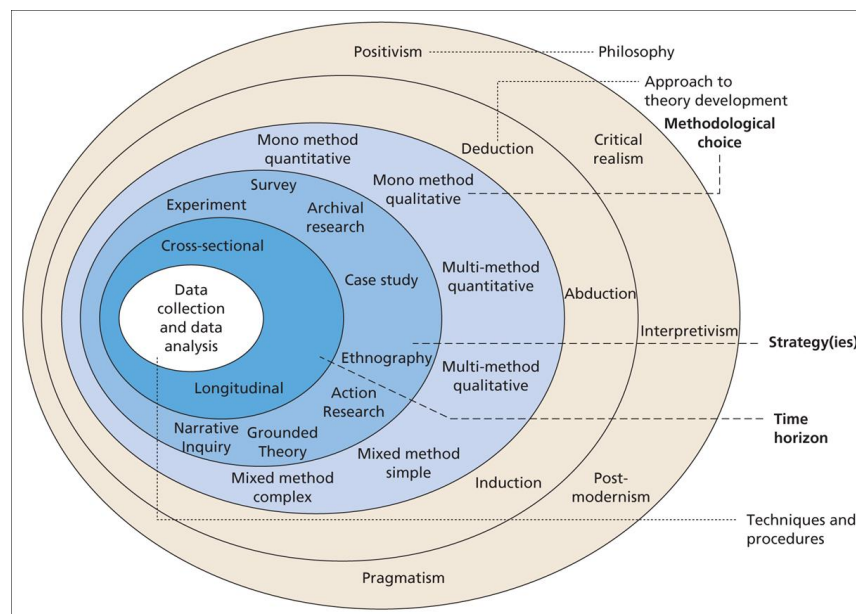 Positivism
Philosophy
Approach to
theory development
Methodological
choice
Deduction
Critical
realism
Mono method
quantitative
Mono method
qualitative
Survey
Experiment
Archival
research
Cross-sectional
Case study
Multi-method
quantitative
Data
collection
and data
analysis
Abduction
Interpretivism
Strategy(ies)
Ethnography
Multi-method
qualitative
Longitudinal
Action
Research
Time
horizon
Narrative
Inquiry
Grounded
Theory
Mixed method
simple
Mixed method
complex
Induction
Post-
modernism
Techniques and
procedures
Pragmatism